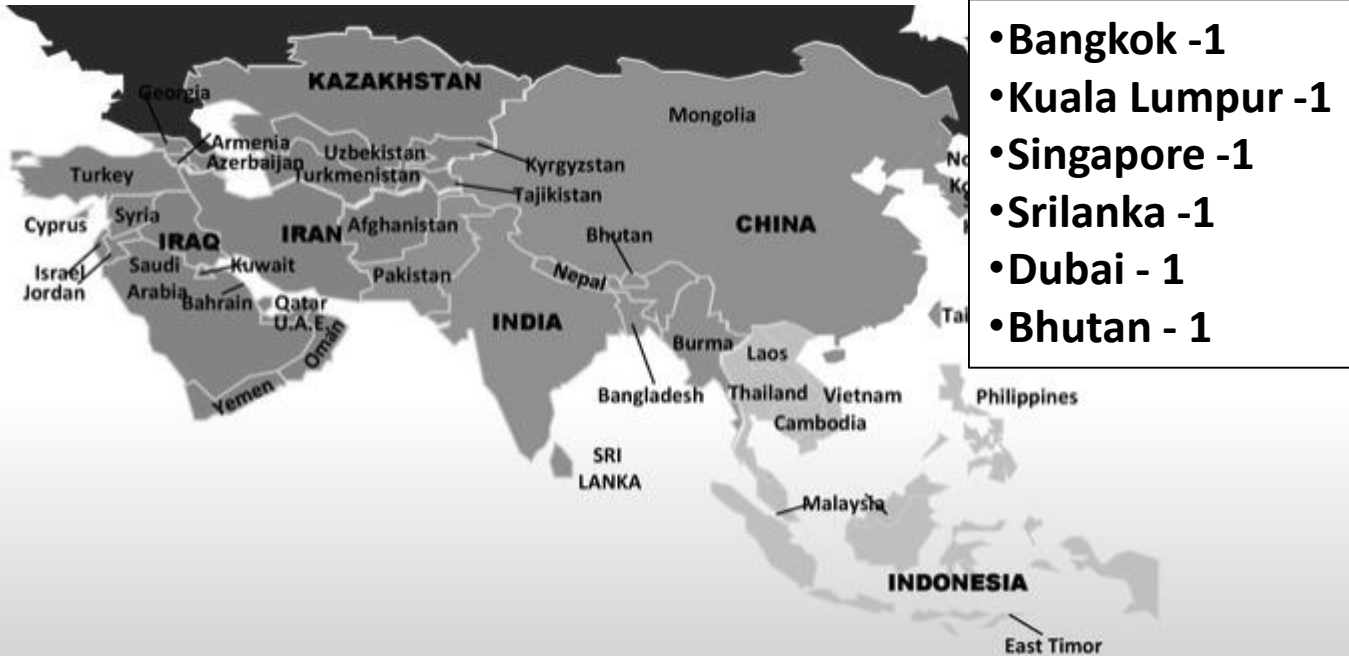 •Bangkok -1
•Kuala Lumpur -1
•Singapore -1
•Srilanka -1
•Dubai - 1
•Bhutan - 1
KAZAKHSTAN
Georgia
Mongolia
Armenia
Azerbaijan
Uzbekistan
Turkmenistan
Kyrgyzstan
Turkey
Tajikistan
Cyprus
Syria
IRAQ
IRAN
Afghanistan
CHINA
Bhutan
Israel
Jordan
Saudi
Arabia
Kuwait
Bahrain
Pakistan
Nepal
Qatar
U.A.E.
Oman
INDIA
Burma
Laos
Yemen
Bangladesh
Thailand
Vietnam
Cambodia
Philippines
SRI
LANKA
Malaysia
INDONESIA
East Timor